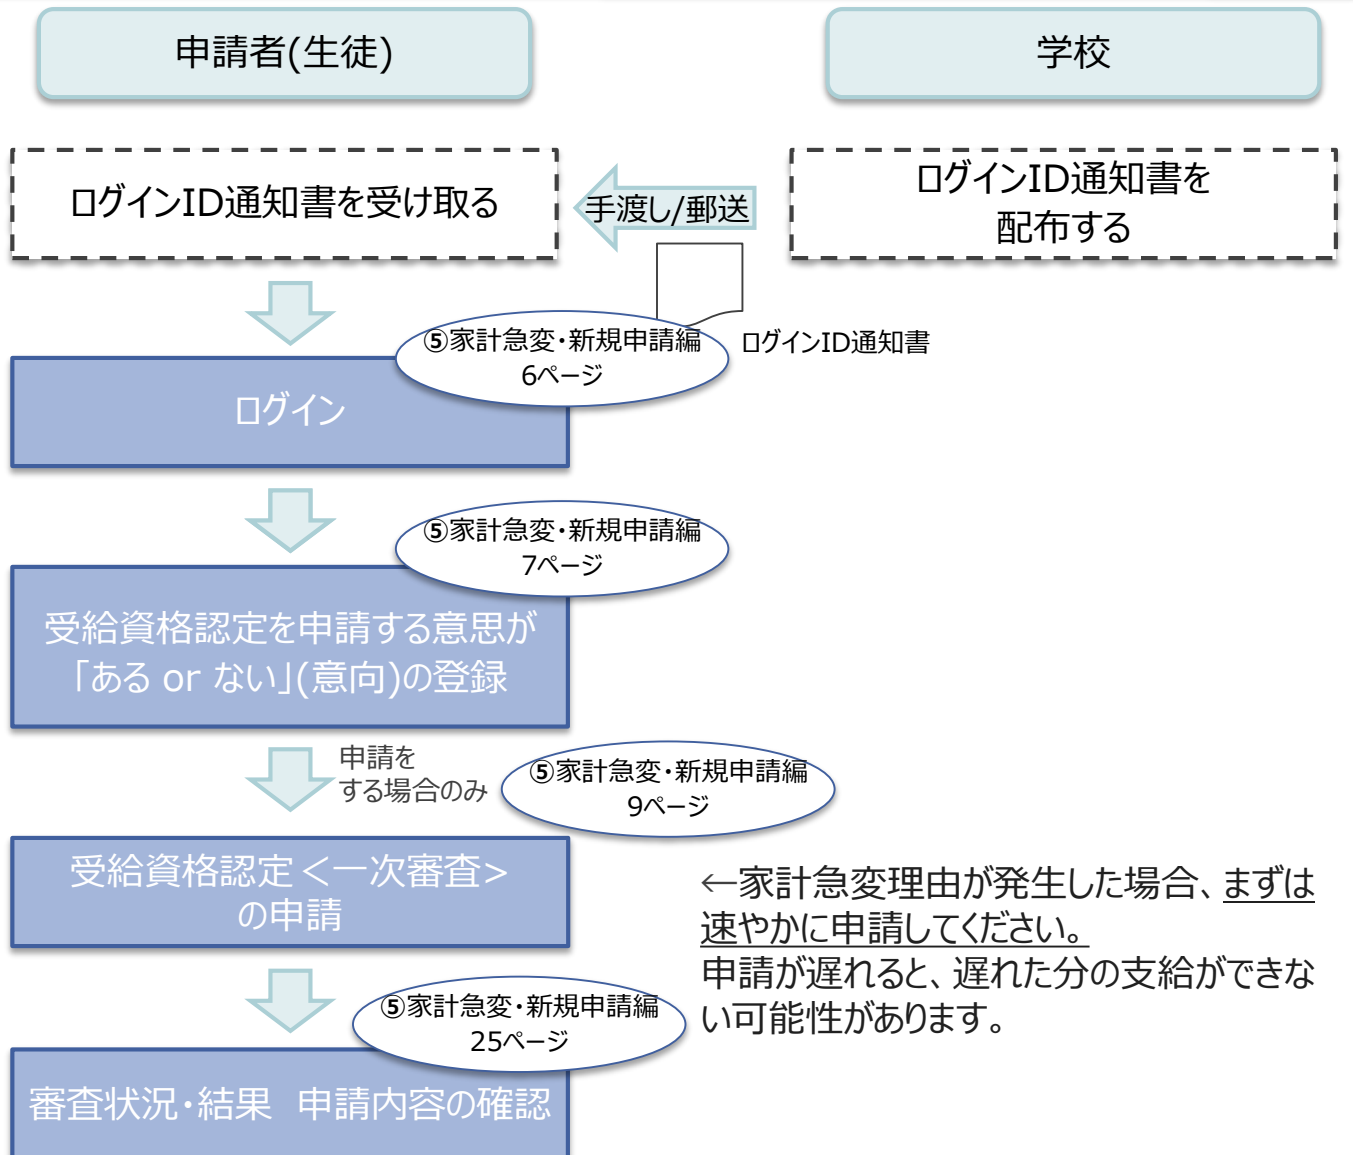 申請者(生徒)
学校
ログインID通知書を受け取る
手渡し/郵送
ログインID通知書を
配布する
ログインID通知書
⑤家計急変・新規申請編
6ページ
ログイン
⑤家計急変・新規申請編
7ページ
受給資格認定を申請する意思が
「ある or ない」(意向)の登録
申請を
する場合のみ
⑤家計急変・新規申請編
9ページ
受給資格認定<一次審査>
の申請
←家計急変理由が発生した場合、まずは
速やかに申請してください。
申請が遅れると、遅れた分の支給ができな
い可能性があります。
⑤家計急変・新規申請編
25ページ
審査状況・結果　申請内容の確認